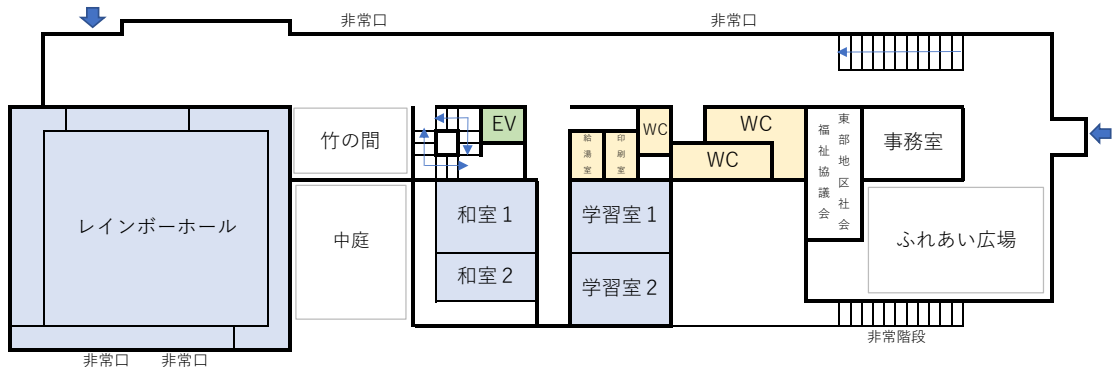 非常口
非常口
竹の間
EV
給湯室
印刷室
WC
WC
WC
東部地区社会
福祉協議会
事務室
レインボーホール
中庭
和室１
和室２
学習室１
学習室２
ふれあい広場
非常階段
非常口
非常口